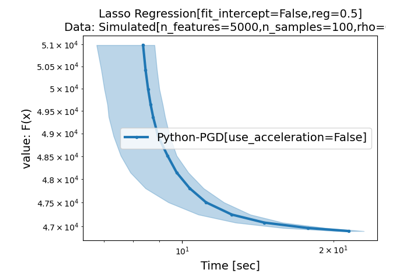 Lasso Regression[fit_intercept=False,reg=0.5]
Data: Simulated[n_features=5000,n_samples=100,rho=
value: F(x)
5.1 × 10⁴
5.05 × 10⁴
5 × 10⁴
4.95 × 10⁴
4.9 × 10⁴
4.85 × 10⁴
4.8 × 10⁴
4.75 × 10⁴
4.7 × 10⁴
Python-PGD[use_acceleration=False]
10¹
2 × 10¹
Time [sec]